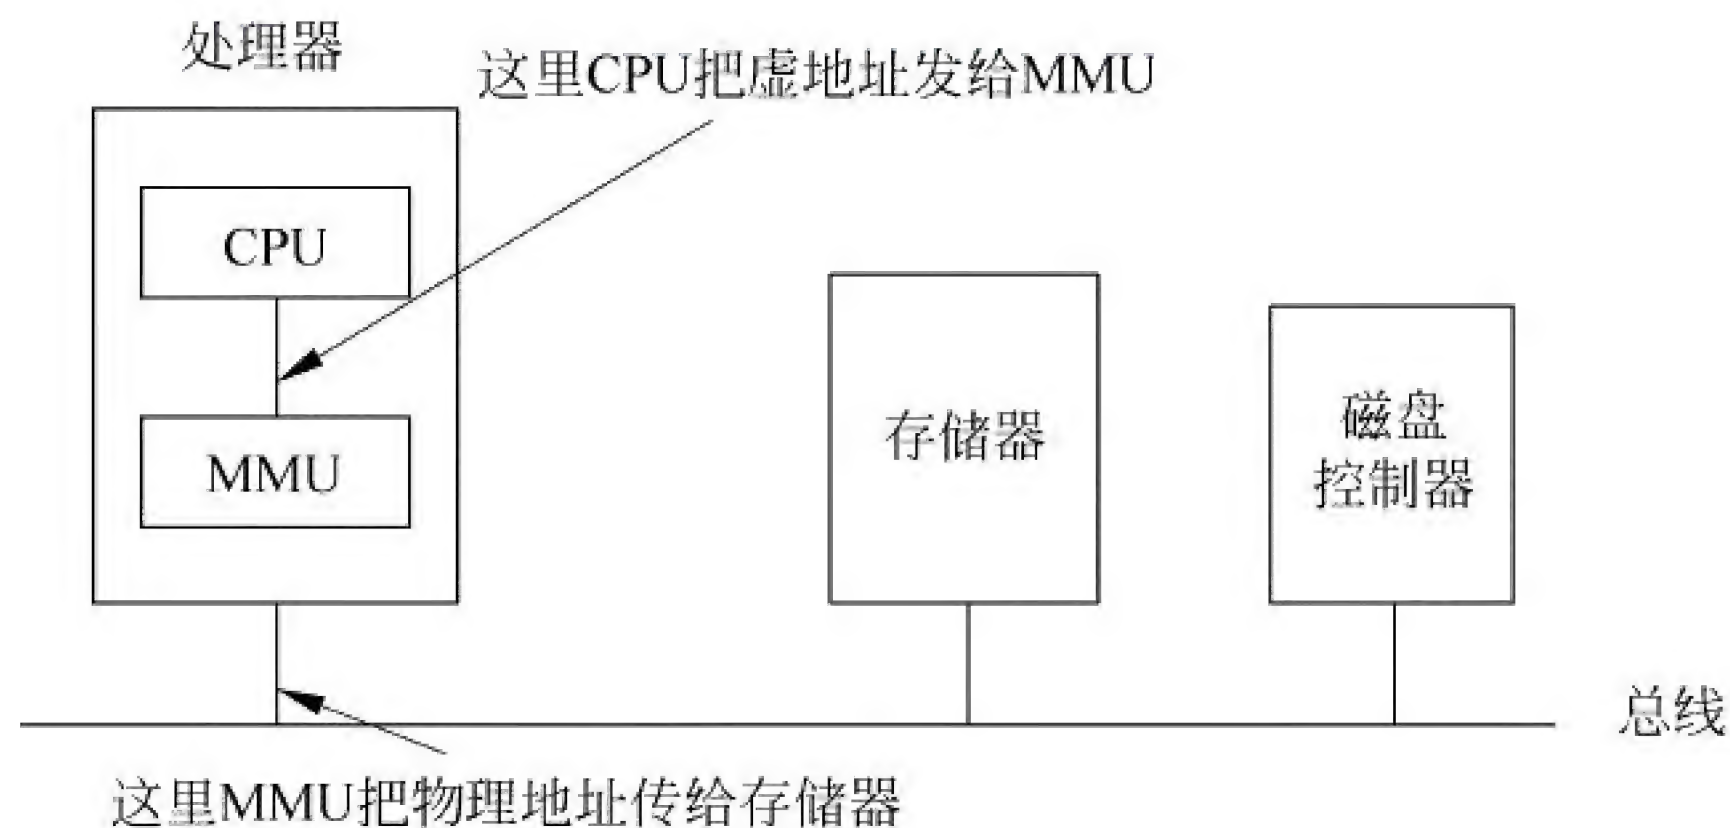 处理器
这里CPU把虚地址发给MMU
CPU
MMU
存储器
磁盘
控制器
总线
这里MMU把物理地址传给存储器